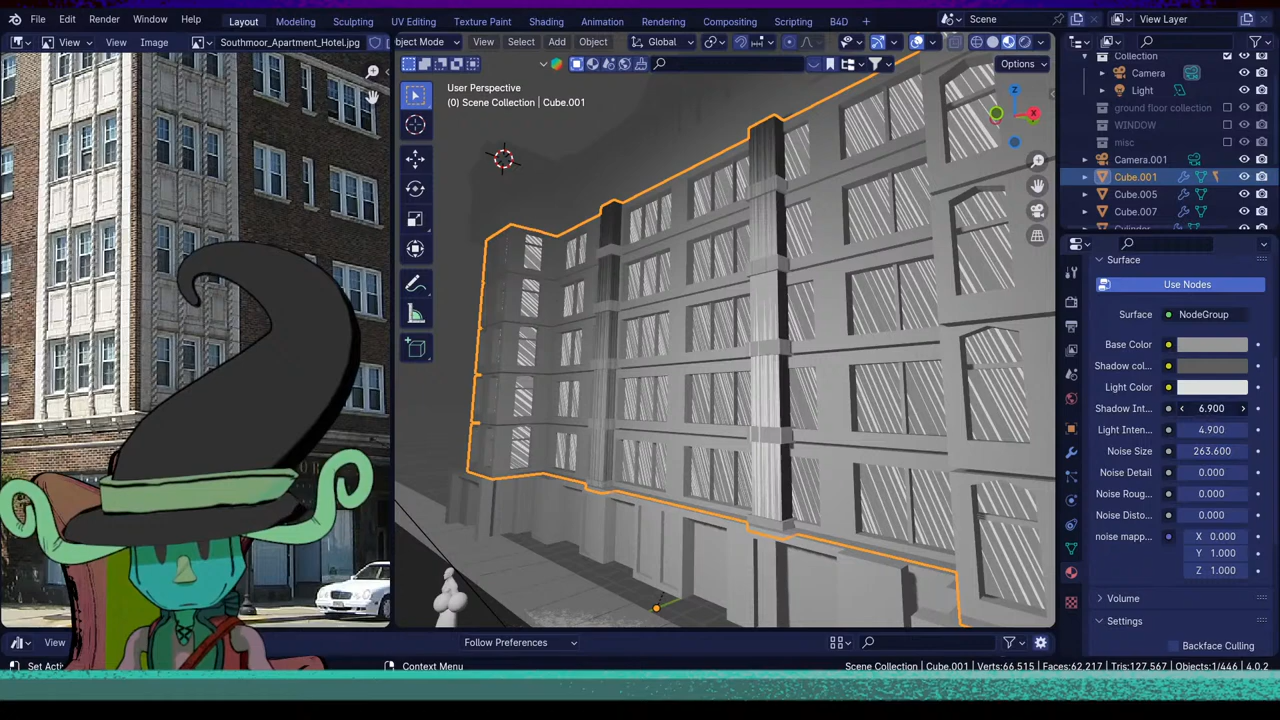 File Edit Render Window Help
Layout Modeling Sculpting UV Editing Texture Paint Shading Animation Rendering Compositing Scripting B4D +
Scene
View Layer
View View Image Southmoor_Apartment_Hotel.jpg
bject Mode View Select Add Object Global
Options
User Perspective
(0) Scene Collection | Cube.001
Z
X
Collection
Camera
Light
ground floor collection
WINDOW
misc
Camera.001
Cube.001
Cube.005
Cube.007
Cylinder
Surface
Use Nodes
Surface NodeGroup
Base Color
Shadow col...
Light Color
Shadow Int... 6.900
Light Inten... 4.900
Noise Size 263.600
Noise Detail 0.000
Noise Roug... 0.000
Noise Disto... 0.000
noise mapp... X 0.000
Y 1.000
Z 1.000
Volume
Settings
Backface Culling
View Follow Preferences
Set Acti
Context Menu
Scene Collection | Cube.001 | Verts:66,515 | Faces:62,217 | Tris:127,567 | Objects:1/446 | 4.0.2